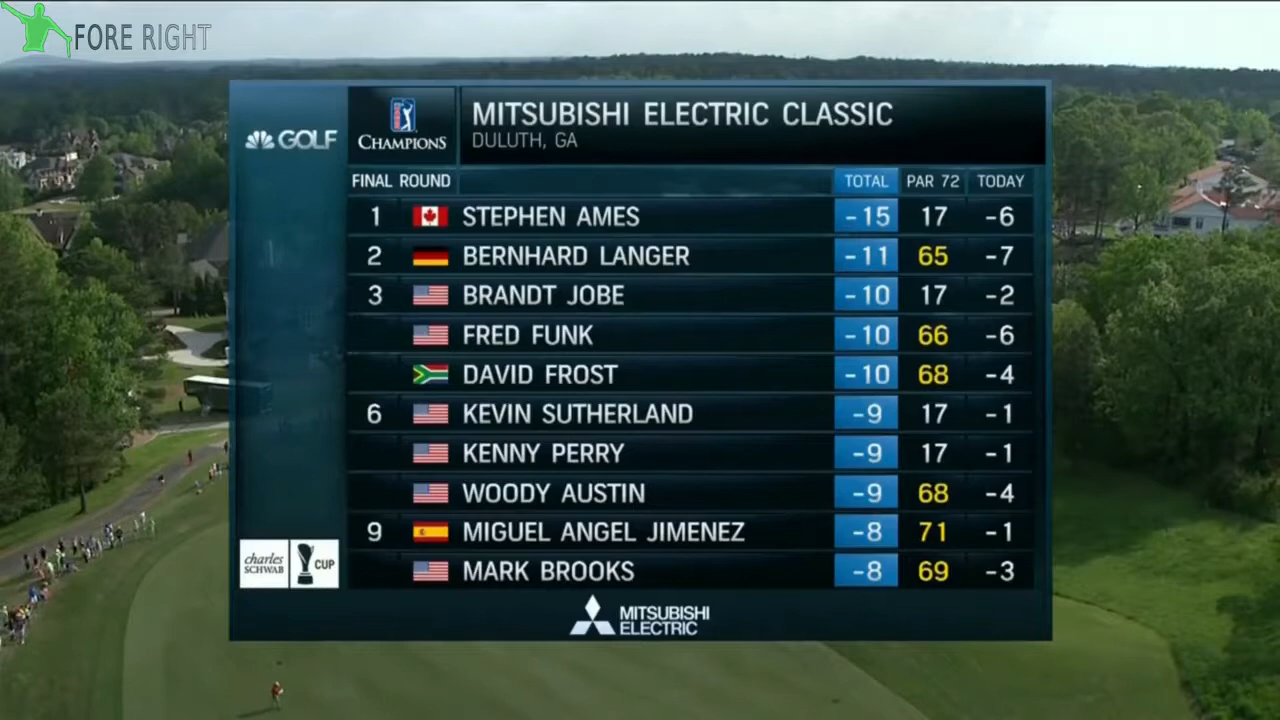 FORE RIGHT
GOLF
CHAMPIONS
MITSUBISHI ELECTRIC CLASSIC
DULUTH, GA
FINAL ROUND TOTAL PAR 72 TODAY
1 STEPHEN AMES -15 17 -6
2 BERNHARD LANGER -11 65 -7
3 BRANDT JOBE -10 17 -2
FRED FUNK -10 66 -6
DAVID FROST -10 68 -4
6 KEVIN SUTHERLAND -9 17 -1
KENNY PERRY -9 17 -1
WOODY AUSTIN -9 68 -4
9 MIGUEL ANGEL JIMENEZ -8 71 -1
MARK BROOKS -8 69 -3
charles
SCHWAB
CUP
MITSUBISHI
ELECTRIC